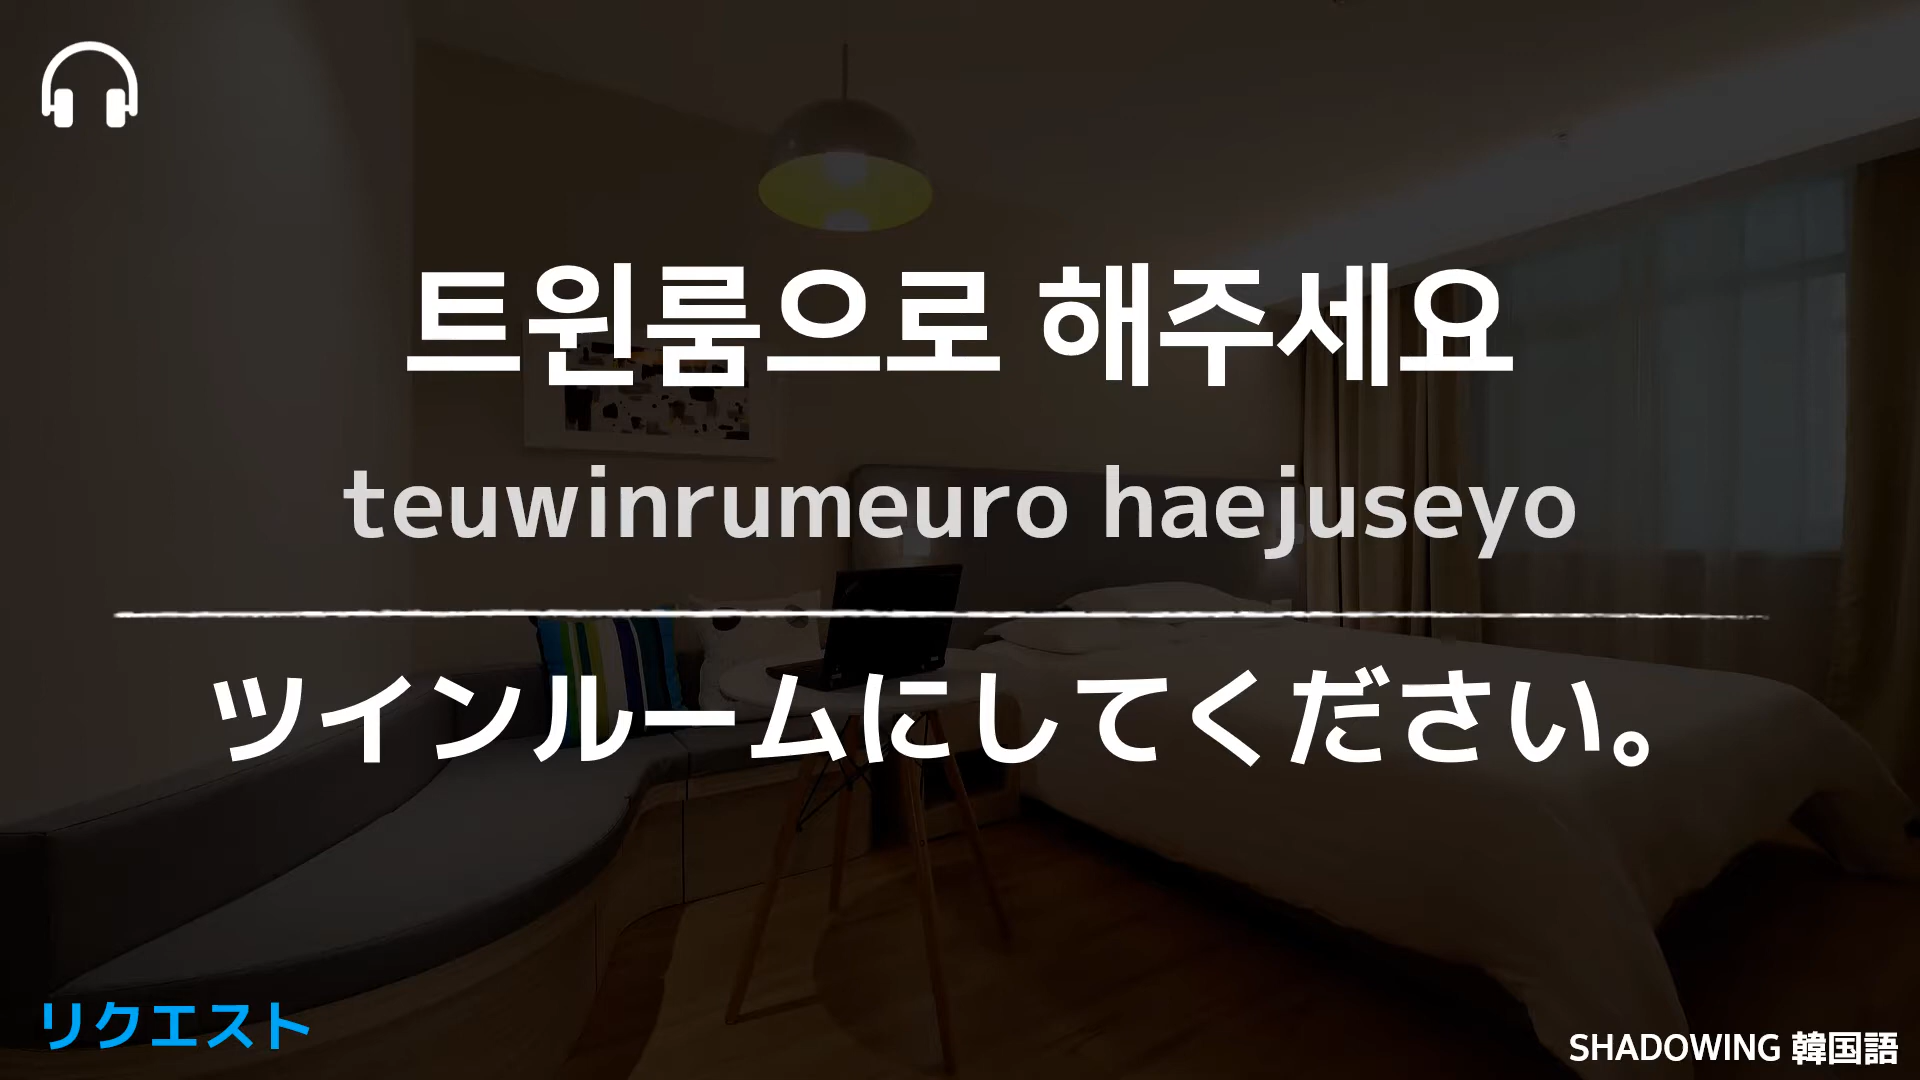 트윈룸으로 해주세요
teuwinrumeuro haejuseyo
ツインルームにしてください。
リクエスト
SHADOWING 韓国語